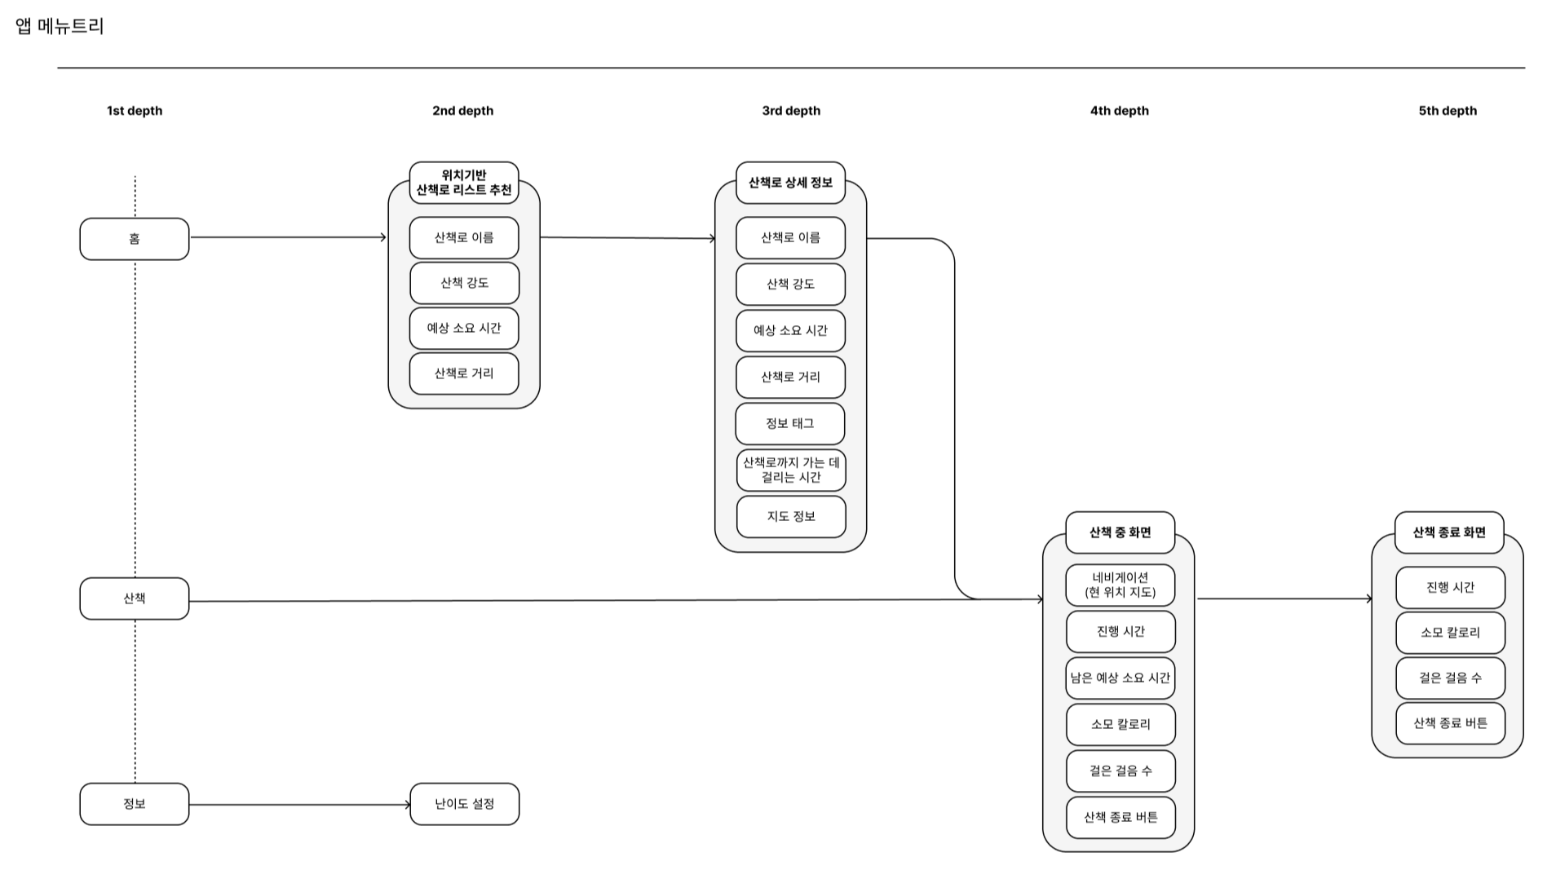 앱 메뉴트리
1st depth
2nd depth
3rd depth
4th depth
5th depth
홈
산책
정보
위치기반
산책로 리스트 추천
산책로 이름
산책 강도
예상 소요 시간
산책로 거리
난이도 설정
산책로 상세 정보
산책로 이름
산책 강도
예상 소요 시간
산책로 거리
정보 태그
산책로까지 가는 데
걸리는 시간
지도 정보
산책 중 화면
네비게이션
(현 위치 지도)
진행 시간
남은 예상 소요 시간
소모 칼로리
걸은 걸음 수
산책 종료 버튼
산책 종료 화면
진행 시간
소모 칼로리
걸은 걸음 수
산책 종료 버튼